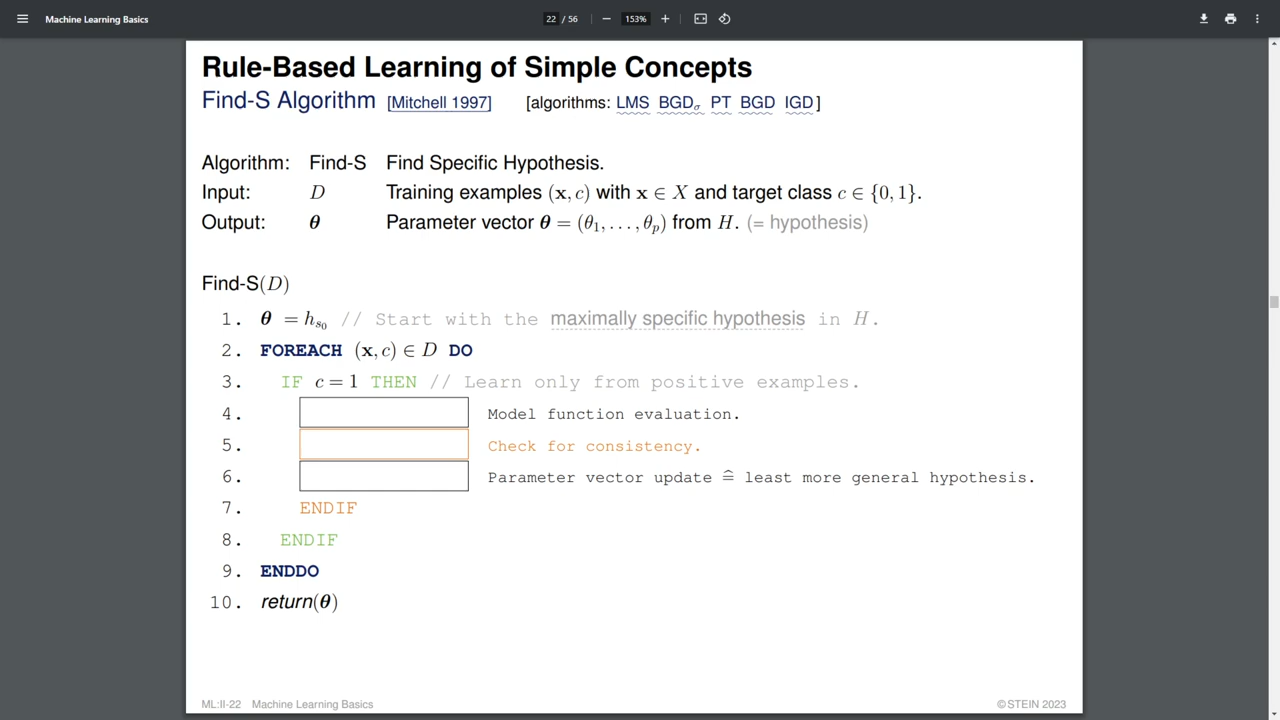 Machine Learning Basics
22 / 56
153%
Rule-Based Learning of Simple Concepts
Find-S Algorithm [Mitchell 1997] [algorithms: LMS BGDσ PT BGD IGD]
Algorithm: Find-S Find Specific Hypothesis.
Input: D Training examples (x, c) with x ∈ X and target class c ∈ {0, 1}.
Output: θ Parameter vector θ = (θ₁, . . . , θₚ) from H. (= hypothesis)
Find-S(D)
1. θ = h_{s₀} // Start with the maximally specific hypothesis in H.
2. FOREACH (x, c) ∈ D DO
3. IF c = 1 THEN // Learn only from positive examples.
4. Model function evaluation.
5. Check for consistency.
6. Parameter vector update ≙ least more general hypothesis.
7. ENDIF
8. ENDIF
9. ENDDO
10. return(θ)
ML:II-22 Machine Learning Basics ©STEIN 2023